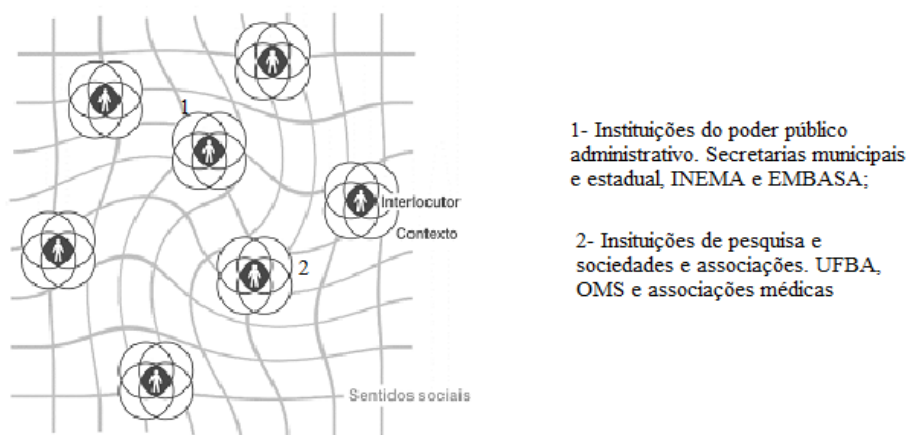 1
Interlocutor
Contexto
2
Sentidos sociais
1- Instituições do poder público
administrativo. Secretarias municipais
e estadual, INEMA e EMBASA;
2- Insituições de pesquisa e
sociedades e associações. UFBA,
OMS e associações médicas